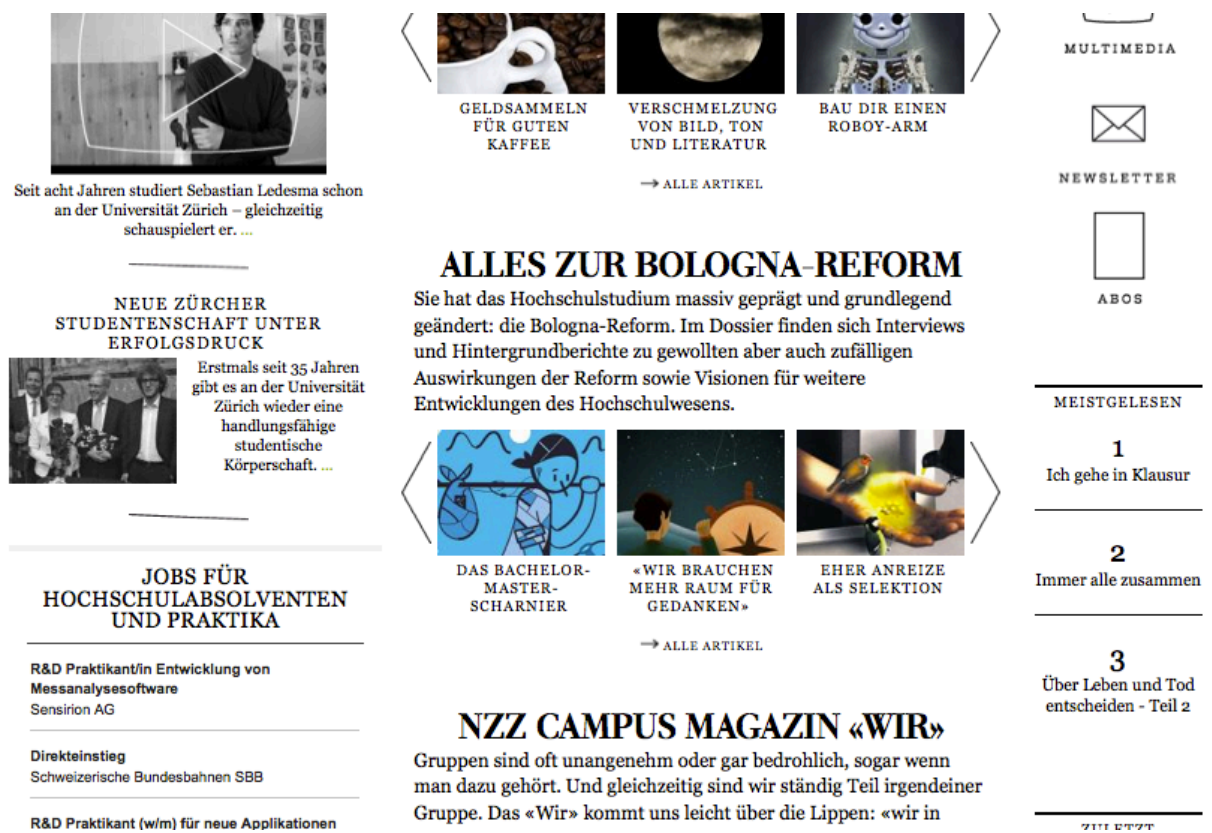 Seit acht Jahren studiert Sebastian Ledesma schon
an der Universität Zürich – gleichzeitig
schauspielert er. ...
NEUE ZÜRCHER
STUDENTENSCHAFT UNTER
ERFOLGSDRUCK
Erstmals seit 35 Jahren
gibt es an der Universität
Zürich wieder eine
handlungsfähige
studentische
Körperschaft. ...
JOBS FÜR
HOCHSCHULABSOLVENTEN
UND PRAKTIKA
R&D Praktikant/in Entwicklung von
Messanalysesoftware
Sensirion AG
Direkteinstieg
Schweizerische Bundesbahnen SBB
R&D Praktikant (w/m) für neue Applikationen
GELDSAMMELN
FÜR GUTEN
KAFFEE
VERSCHMELZUNG
VON BILD, TON
UND LITERATUR
BAU DIR EINEN
ROBOY-ARM
→ ALLE ARTIKEL
ALLES ZUR BOLOGNA-REFORM
Sie hat das Hochschulstudium massiv geprägt und grundlegend
geändert: die Bologna-Reform. Im Dossier finden sich Interviews
und Hintergrundberichte zu gewollten aber auch zufälligen
Auswirkungen der Reform sowie Visionen für weitere
Entwicklungen des Hochschulwesens.
DAS BACHELOR-
MASTER-
SCHARNIER
«WIR BRAUCHEN
MEHR RAUM FÜR
GEDANKEN»
EHER ANREIZE
ALS SELEKTION
→ ALLE ARTIKEL
NZZ CAMPUS MAGAZIN «WIR»
Gruppen sind oft unangenehm oder gar bedrohlich, sogar wenn
man dazu gehört. Und gleichzeitig sind wir ständig Teil irgendeiner
Gruppe. Das «Wir» kommt uns leicht über die Lippen: «wir in
MULTIMEDIA
NEWSLETTER
ABOS
MEISTGELESEN
1
Ich gehe in Klausur
2
Immer alle zusammen
3
Über Leben und Tod
entscheiden - Teil 2
ZULETZT